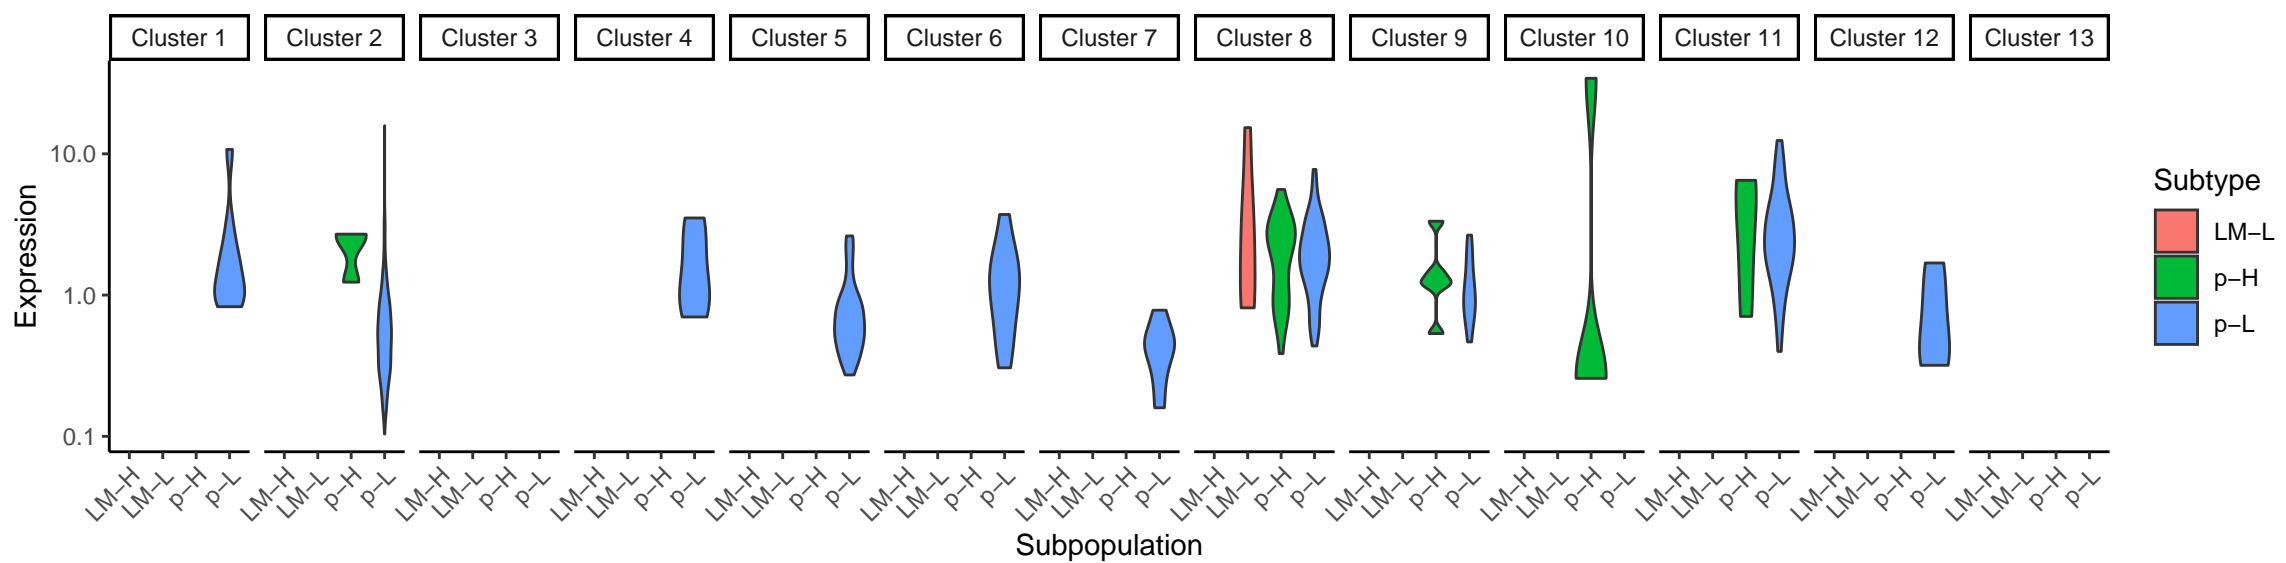 Cluster 1 Cluster 2 Cluster 3 Cluster 4 Cluster 5 Cluster 6 Cluster 7 Cluster 8 Cluster 9 Cluster 10 Cluster 11 Cluster 12 Cluster 13
Expression
10.0
1.0
0.1
LM–H LM–L p–H p–L LM–H LM–L p–H p–L LM–H LM–L p–H p–L LM–H LM–L p–H p–L LM–H LM–L p–H p–L LM–H LM–L p–H p–L LM–H LM–L p–H p–L LM–H LM–L p–H p–L LM–H LM–L p–H p–L LM–H LM–L p–H p–L LM–H LM–L p–H p–L LM–H LM–L p–H p–L LM–H LM–L p–H p–L
Subpopulation
Subtype
LM–L
p–H
p–L